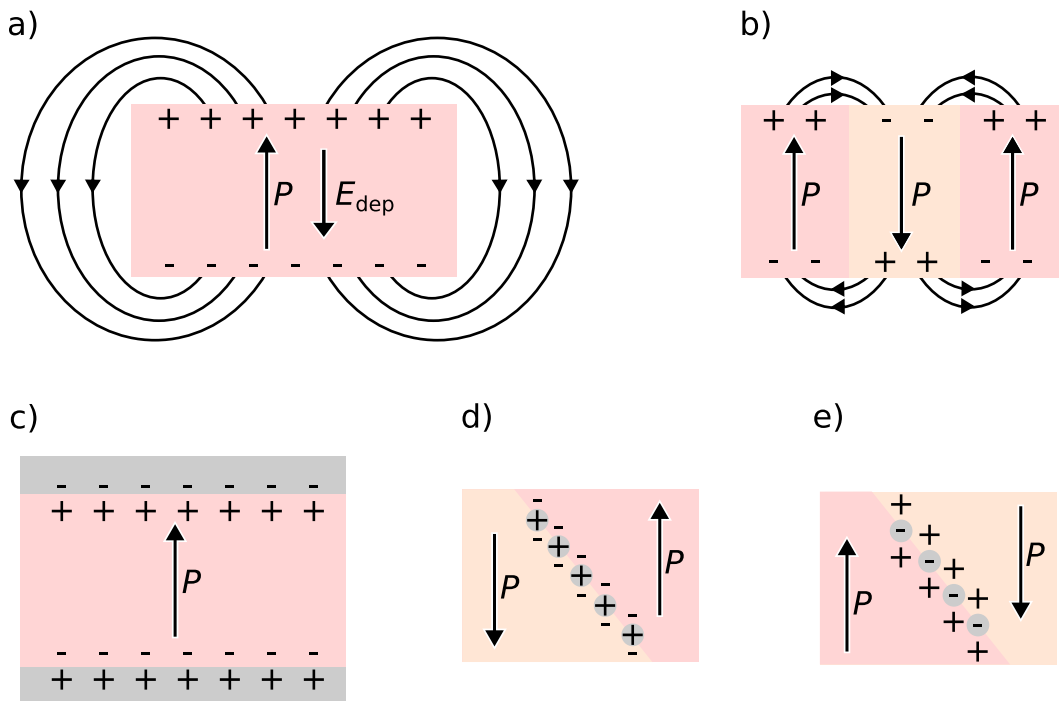 a)
+ + + + + + +
P
E_dep
- - - - - - -
b)
+ + - - + +
P
P
P
- - + + - -
c)
- - - - - - -
+ + + + + + +
P
- - - - - - -
+ + + + + + +
d)
P
- - - - -
+ + + + +
- - - - -
P
e)
P
+ + + +
- - - -
+ + + +
P